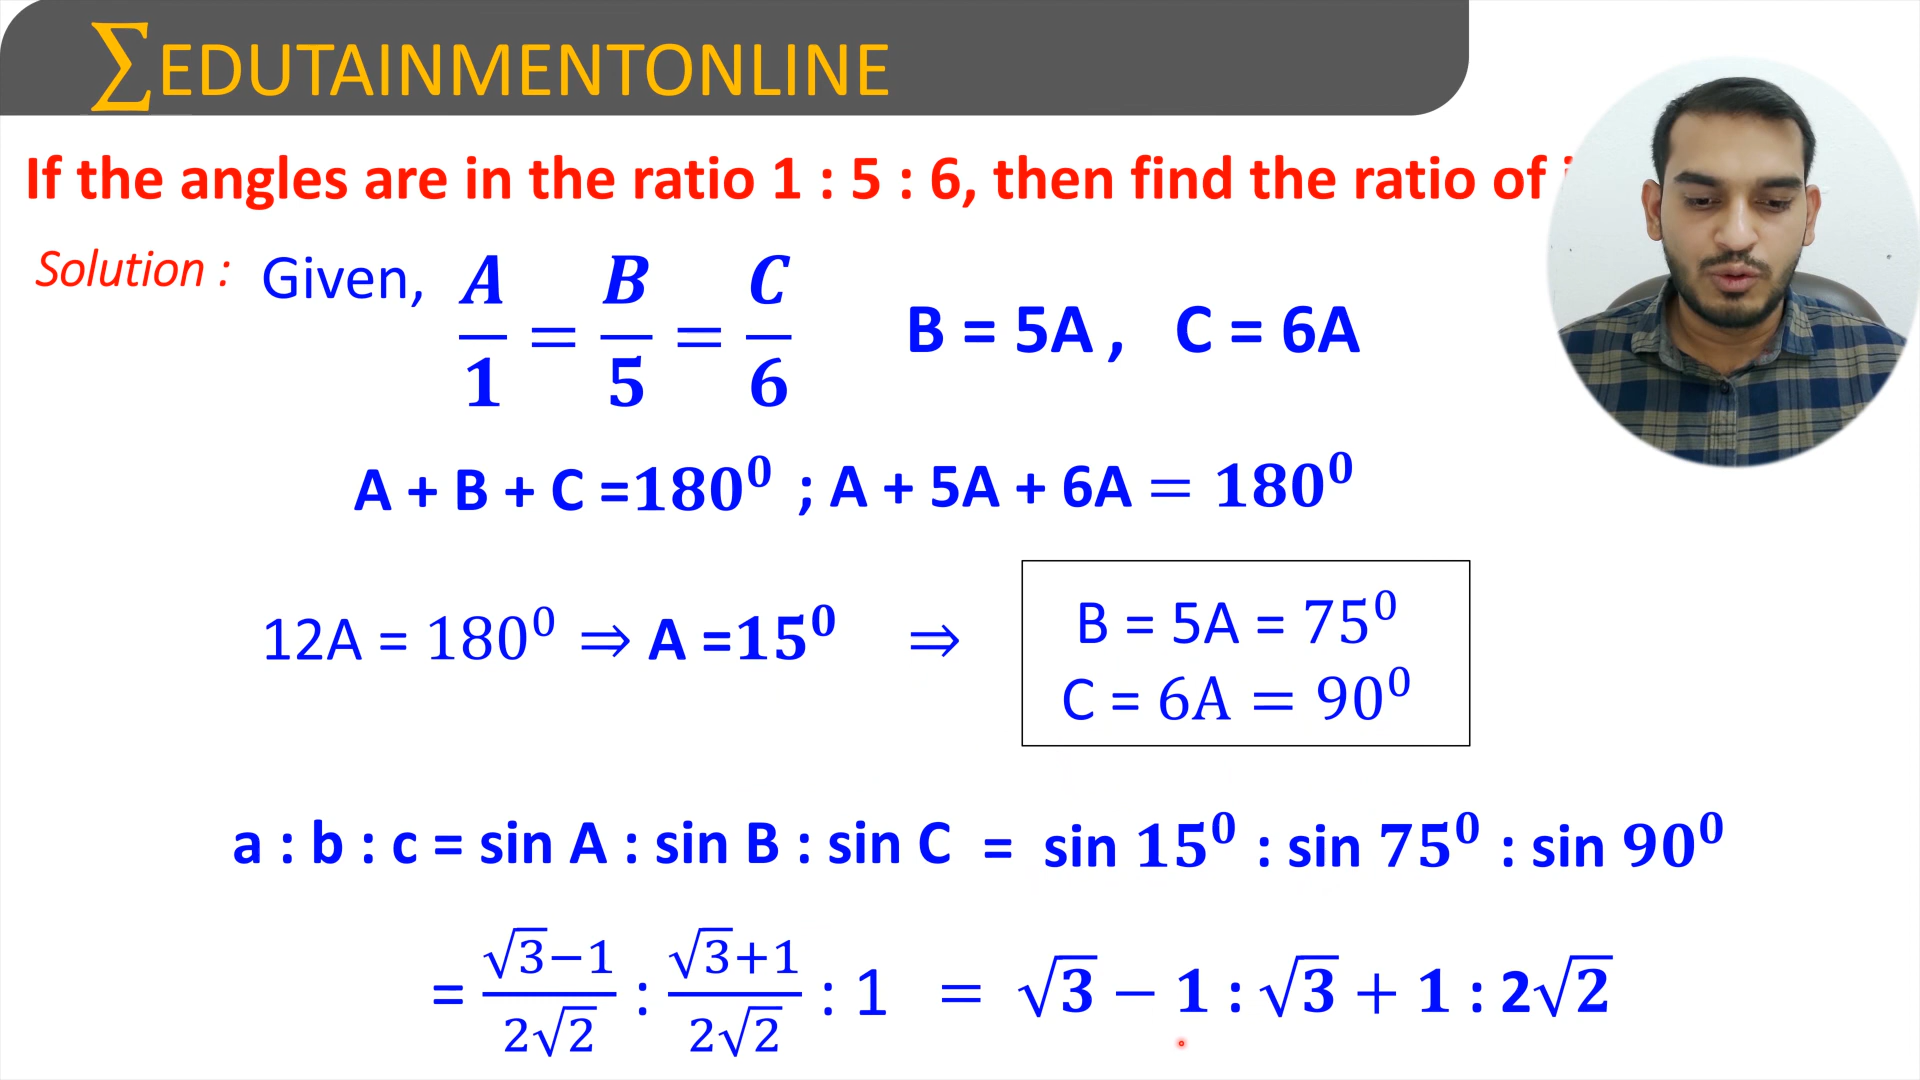 ∑EDUTAINMENTONLINE
If the angles are in the ratio 1 : 5 : 6, then find the ratio of
Solution : Given, A/1 = B/5 = C/6 B = 5A , C = 6A
A + B + C =180⁰ ; A + 5A + 6A = 180⁰
12A = 180⁰ ⇒ A =15⁰ ⇒ B = 5A = 75⁰
C = 6A = 90⁰
a : b : c = sin A : sin B : sin C = sin 15⁰ : sin 75⁰ : sin 90⁰
= (√3−1)/(2√2) : (√3+1)/(2√2) : 1 = √3 − 1 : √3 + 1 : 2√2